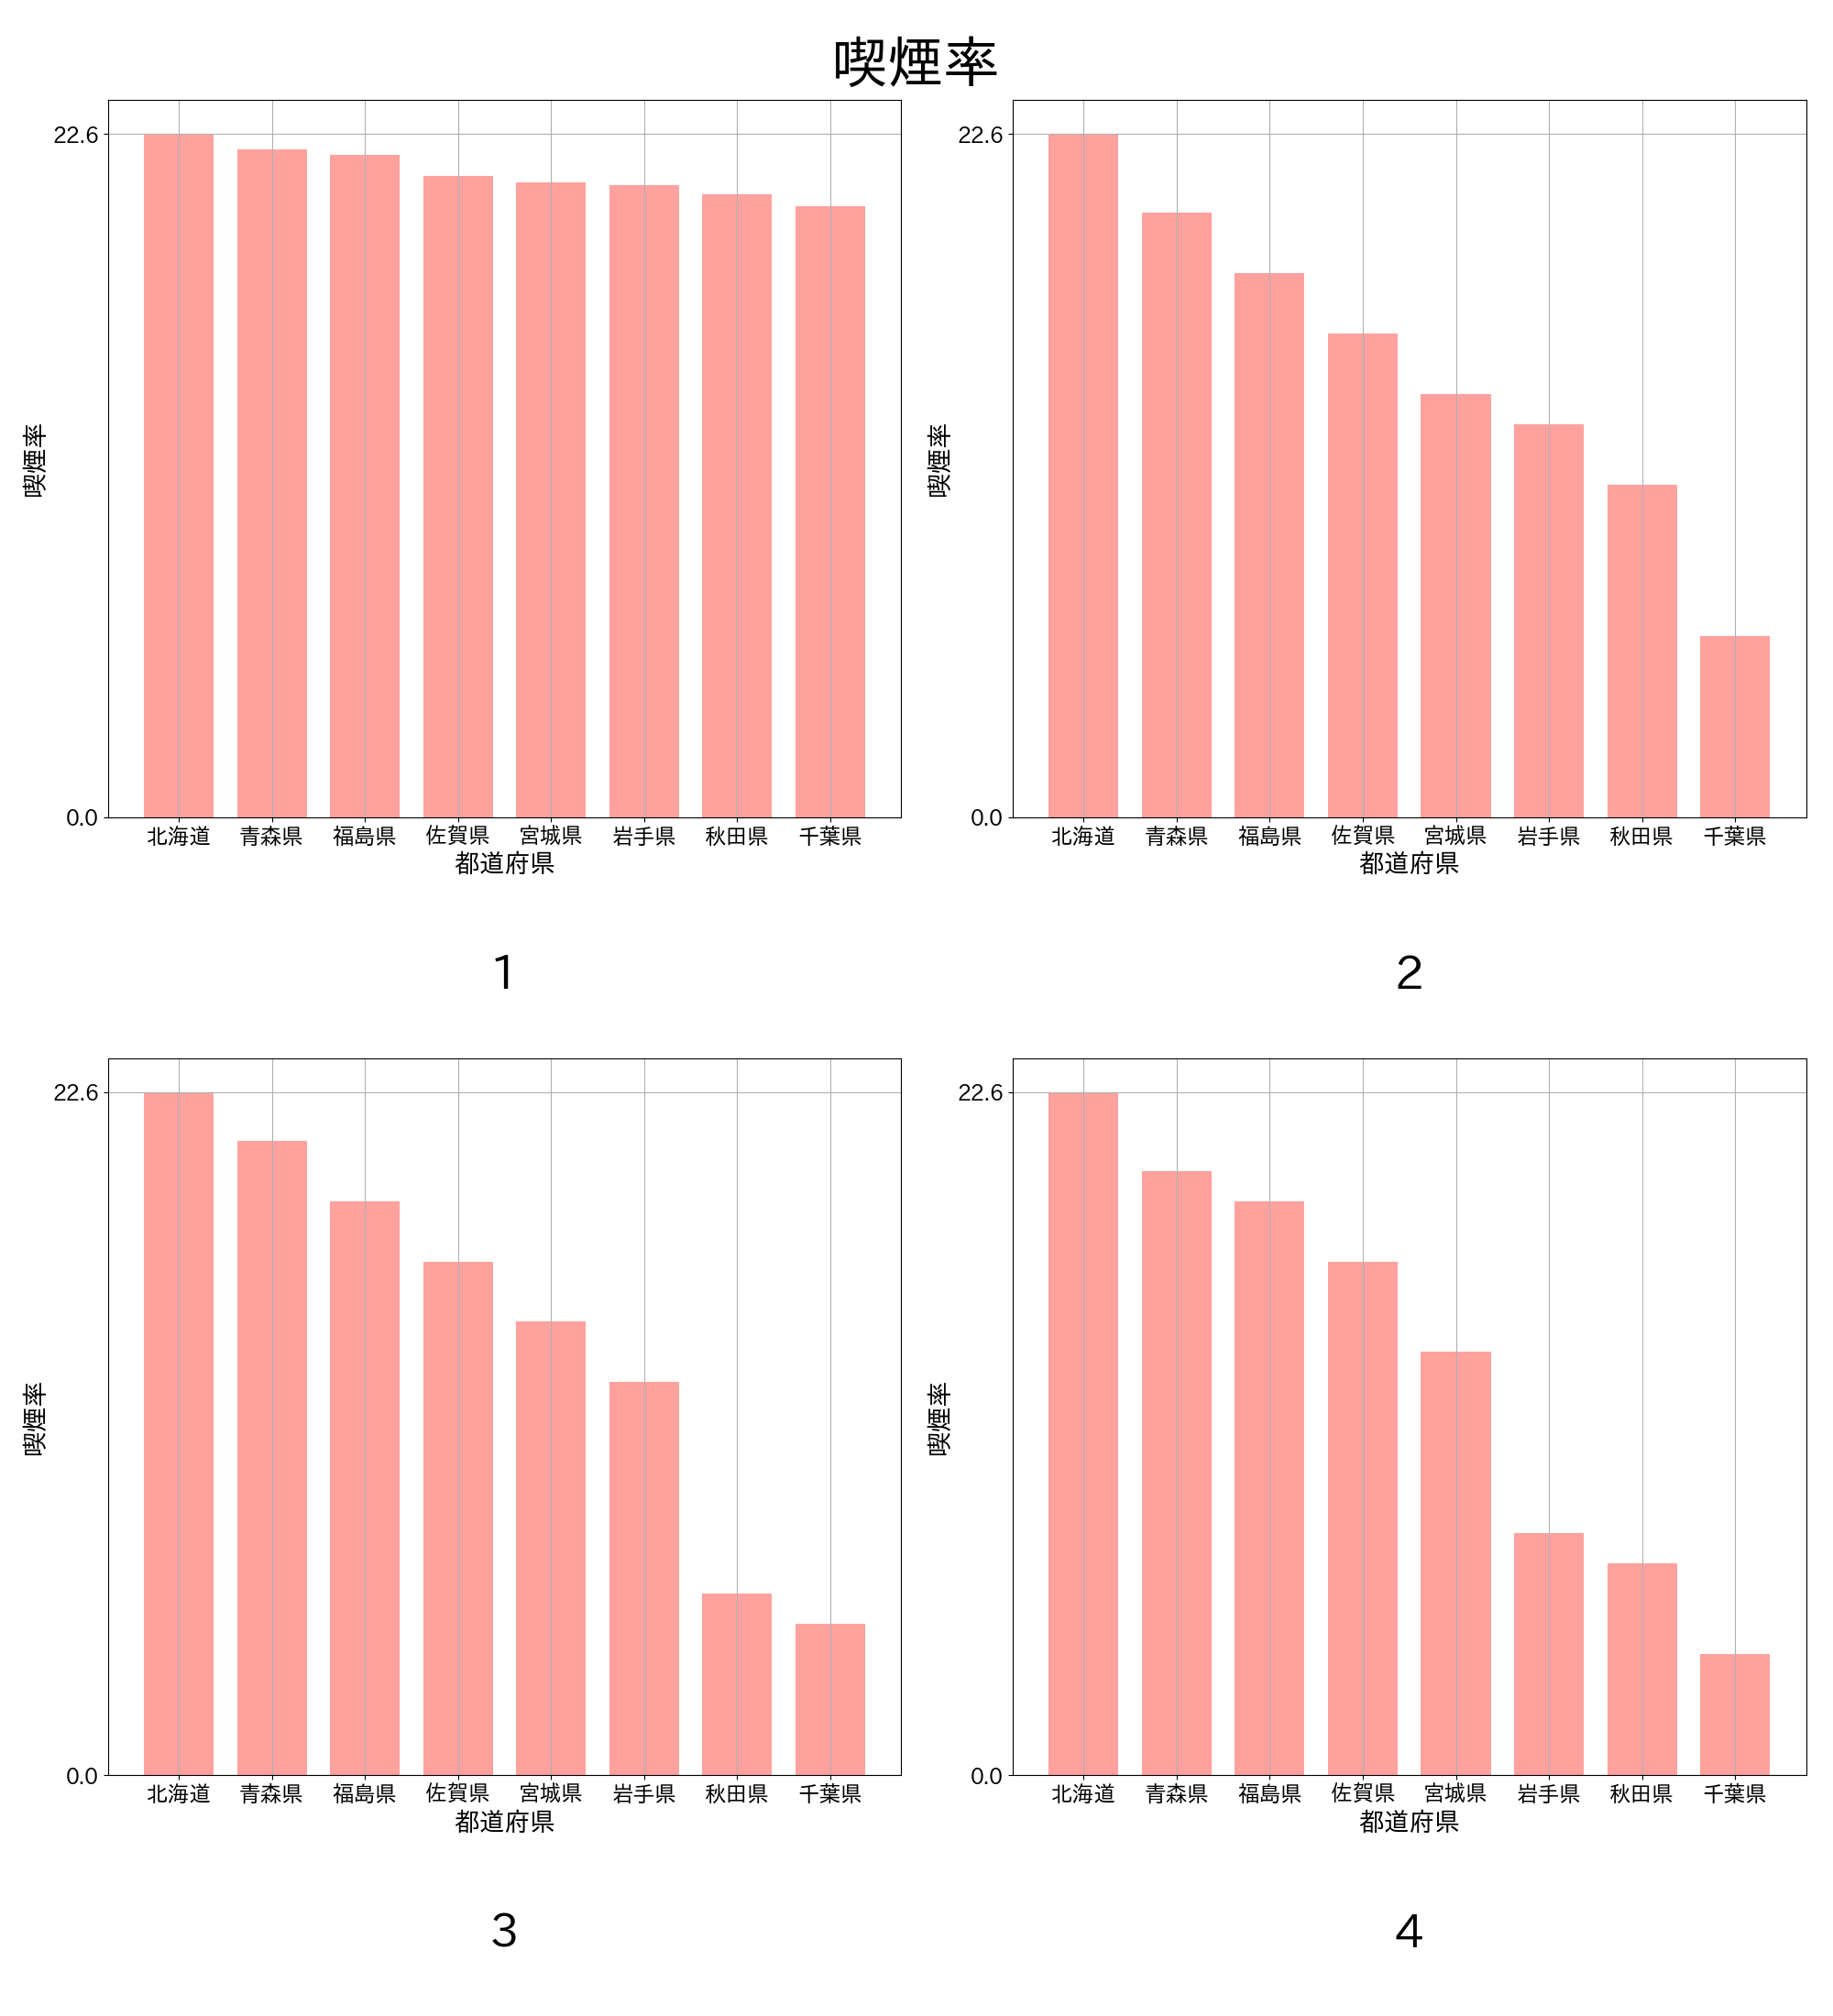 喫煙率
22.6
0.0
喫煙率
北海道 青森県 福島県 佐賀県 宮城県 岩手県 秋田県 千葉県
都道府県
1
22.6
0.0
喫煙率
北海道 青森県 福島県 佐賀県 宮城県 岩手県 秋田県 千葉県
都道府県
2
22.6
0.0
喫煙率
北海道 青森県 福島県 佐賀県 宮城県 岩手県 秋田県 千葉県
都道府県
3
22.6
0.0
喫煙率
北海道 青森県 福島県 佐賀県 宮城県 岩手県 秋田県 千葉県
都道府県
4